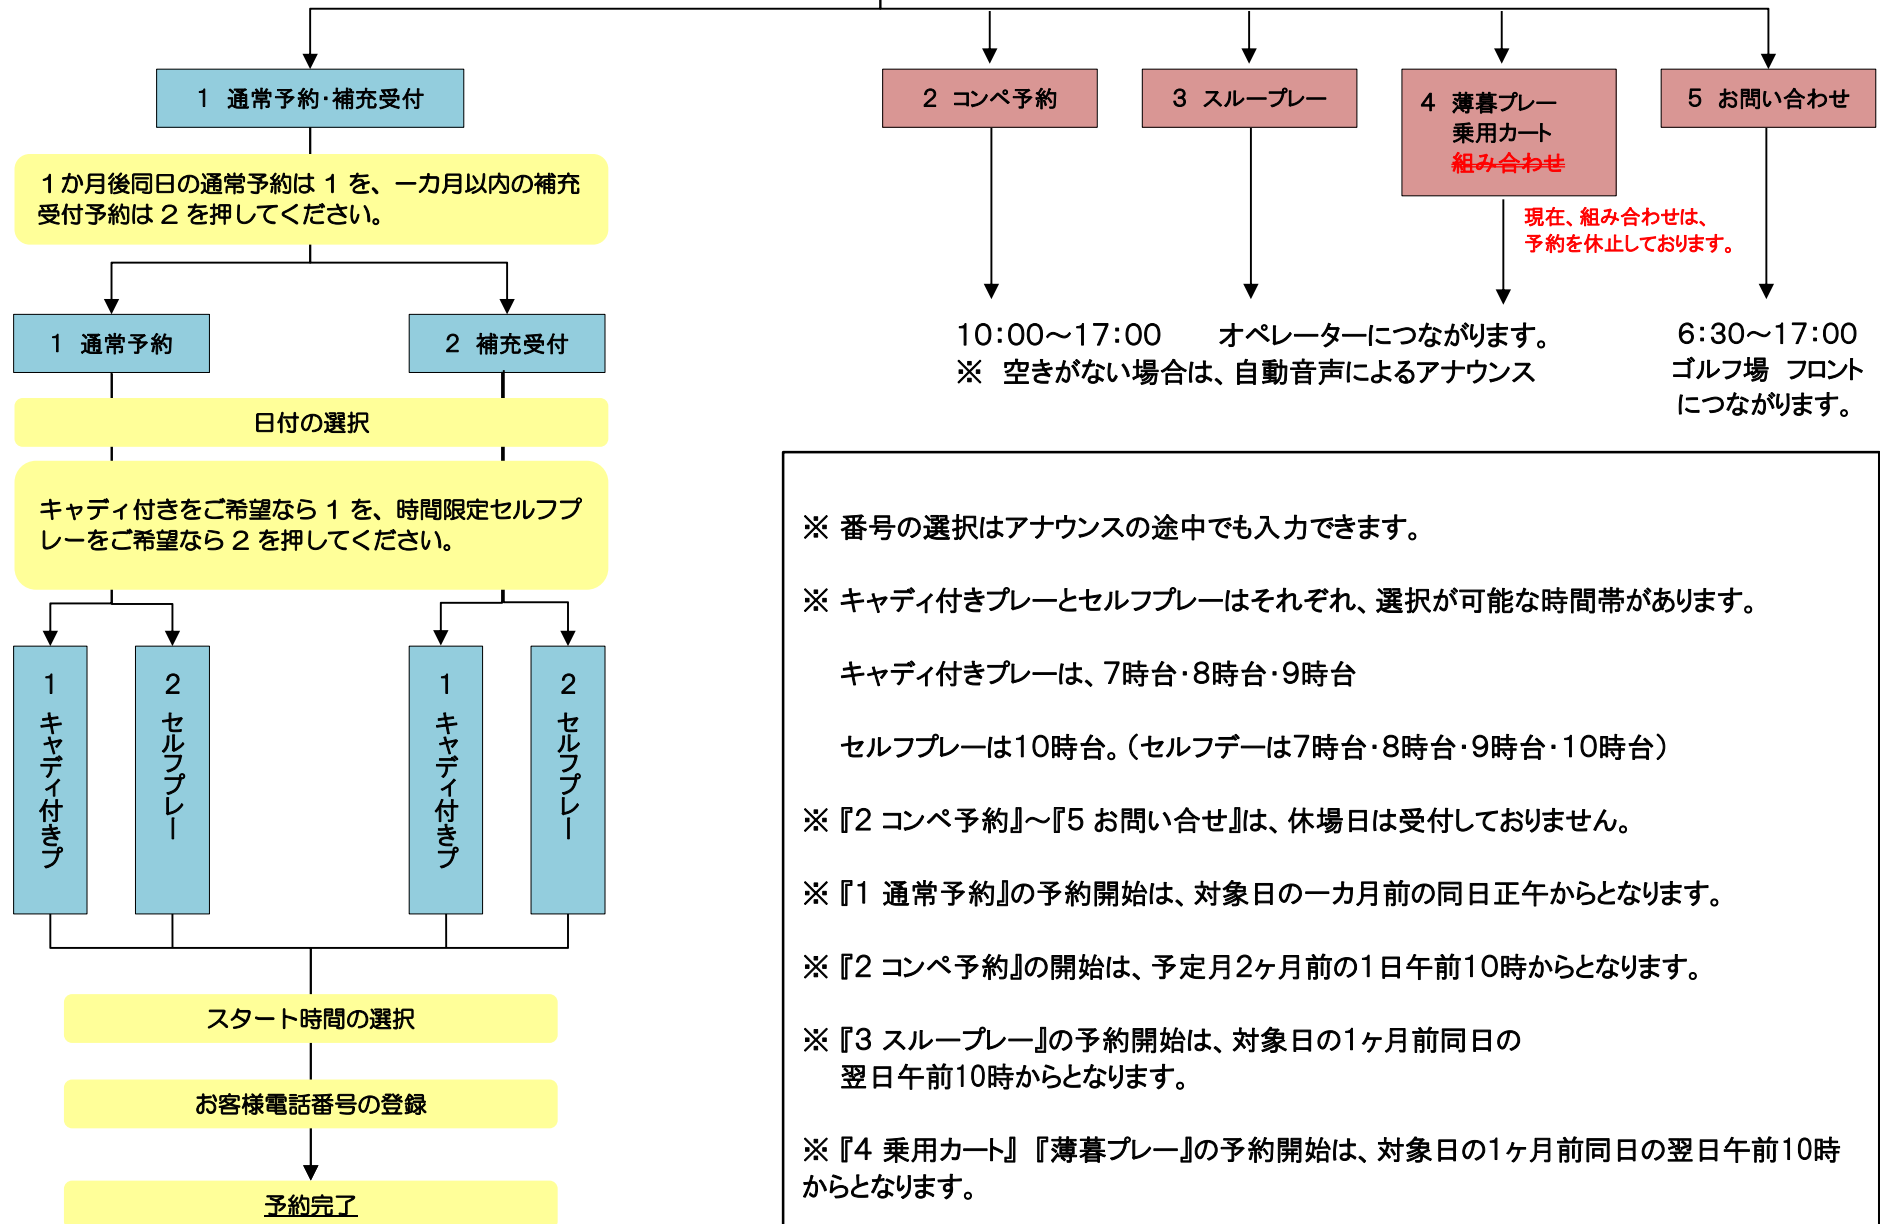 1 通常予約・補充受付
2 コンペ予約
3 スループレー
4 薄暮プレー
乗用カート
組み合わせ
5 お問い合わせ
現在、組み合わせは、
予約を休止しております。
1か月後同日の通常予約は 1 を、一カ月以内の補充
受付予約は 2 を押してください。
1 通常予約
2 補充受付
日付の選択
キャディ付きをご希望なら 1 を、時間限定セルフプ
レーをご希望なら 2 を押してください。
1 キャディ付きプ
2 セルフプレー
1 キャディ付きプ
2 セルフプレー
スタート時間の選択
お客様電話番号の登録
予約完了
10:00～17:00 オペレーターにつながります。
※ 空きがない場合は、自動音声によるアナウンス
6:30～17:00
ゴルフ場 フロント
につながります。
※ 番号の選択はアナウンスの途中でも入力できます。
※ キャディ付きプレーとセルフプレーはそれぞれ、選択が可能な時間帯があります。
キャディ付きプレーは、7時台・8時台・9時台
セルフプレーは10時台。（セルフデーは7時台・8時台・9時台・10時台）
※『2 コンペ予約』～『5 お問い合せ』は、休場日は受付しておりません。
※『1 通常予約』の予約開始は、対象日の一カ月前の同日正午からとなります。
※『2 コンペ予約』の開始は、予定月2ヶ月前の1日午前10時からとなります。
※『3 スループレー』の予約開始は、対象日の1ヶ月前同日の
翌日午前10時からとなります。
※『4 乗用カート』『薄暮プレー』の予約開始は、対象日の1ヶ月前同日の翌日午前10時
からとなります。